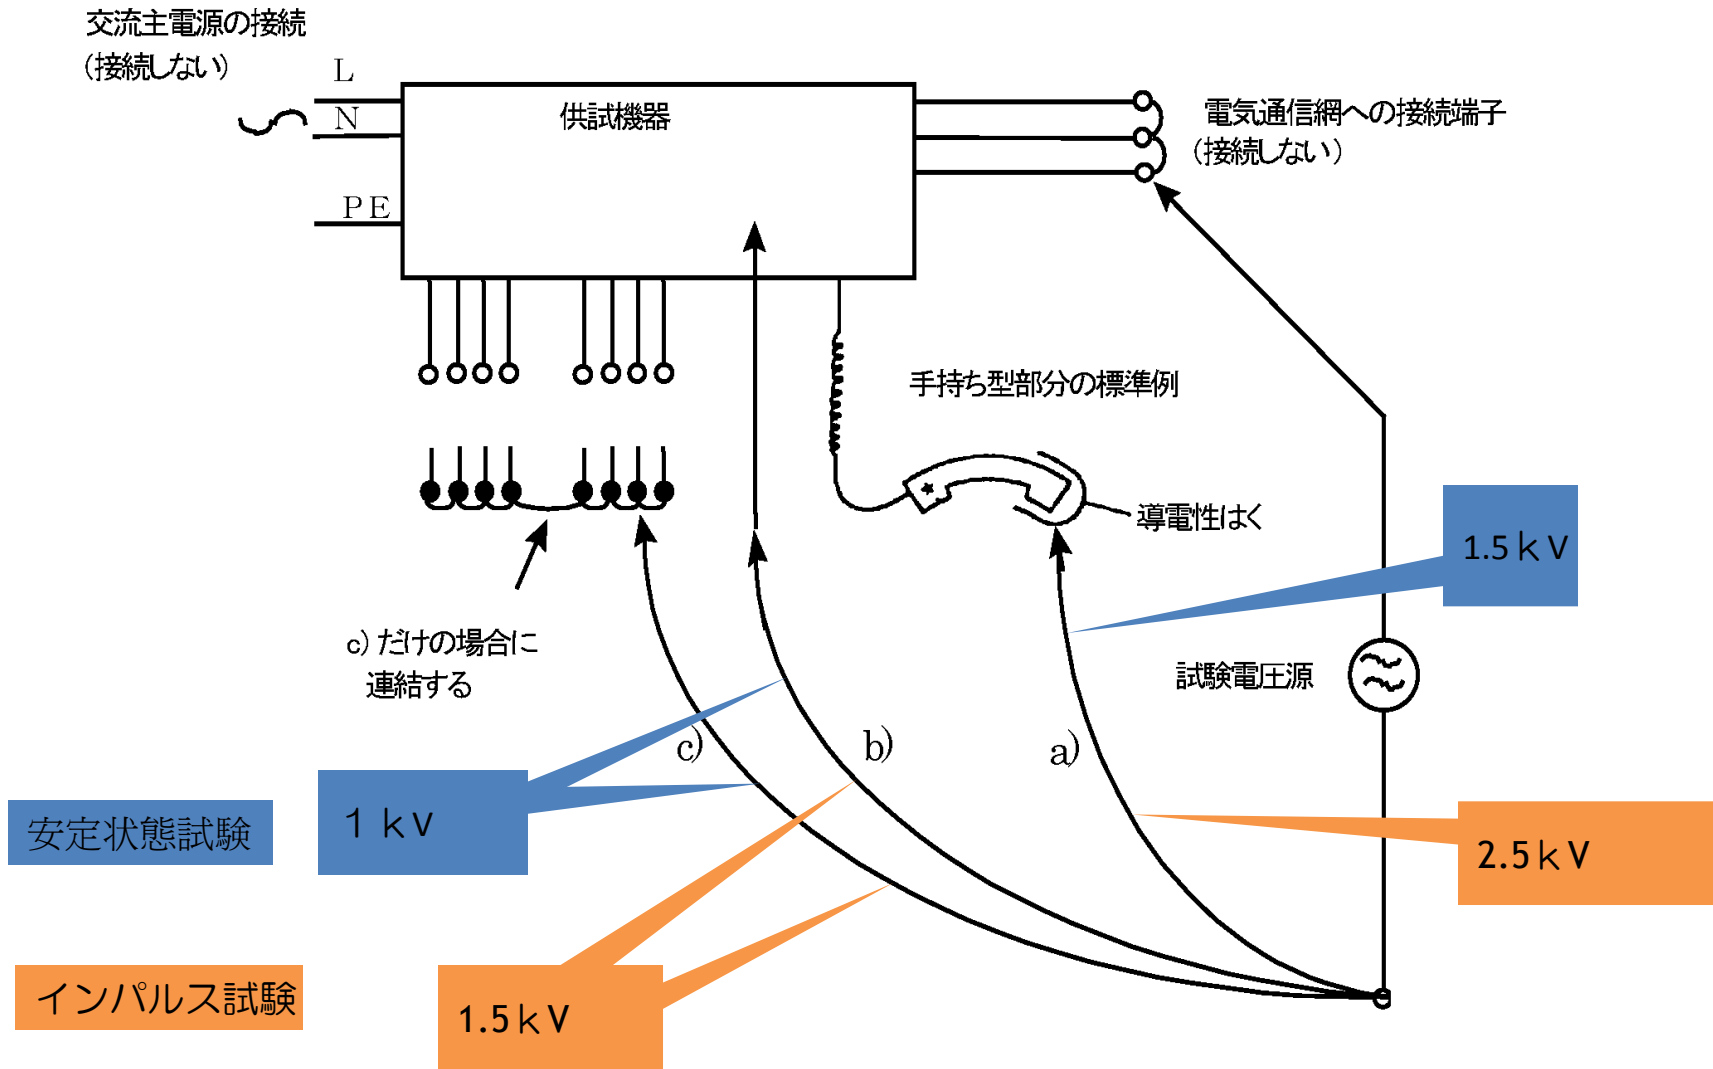 交流主電源の接続
(接続しない)
L
N
PE
供試機器
電気通信網への接続端子
(接続しない)
手持ち型部分の標準例
導電性はく
1.5ｋV
c) だけの場合に
連結する
試験電圧源
c)
b)
a)
安定状態試験
１ｋV
2.5ｋV
インパルス試験
1.5ｋV